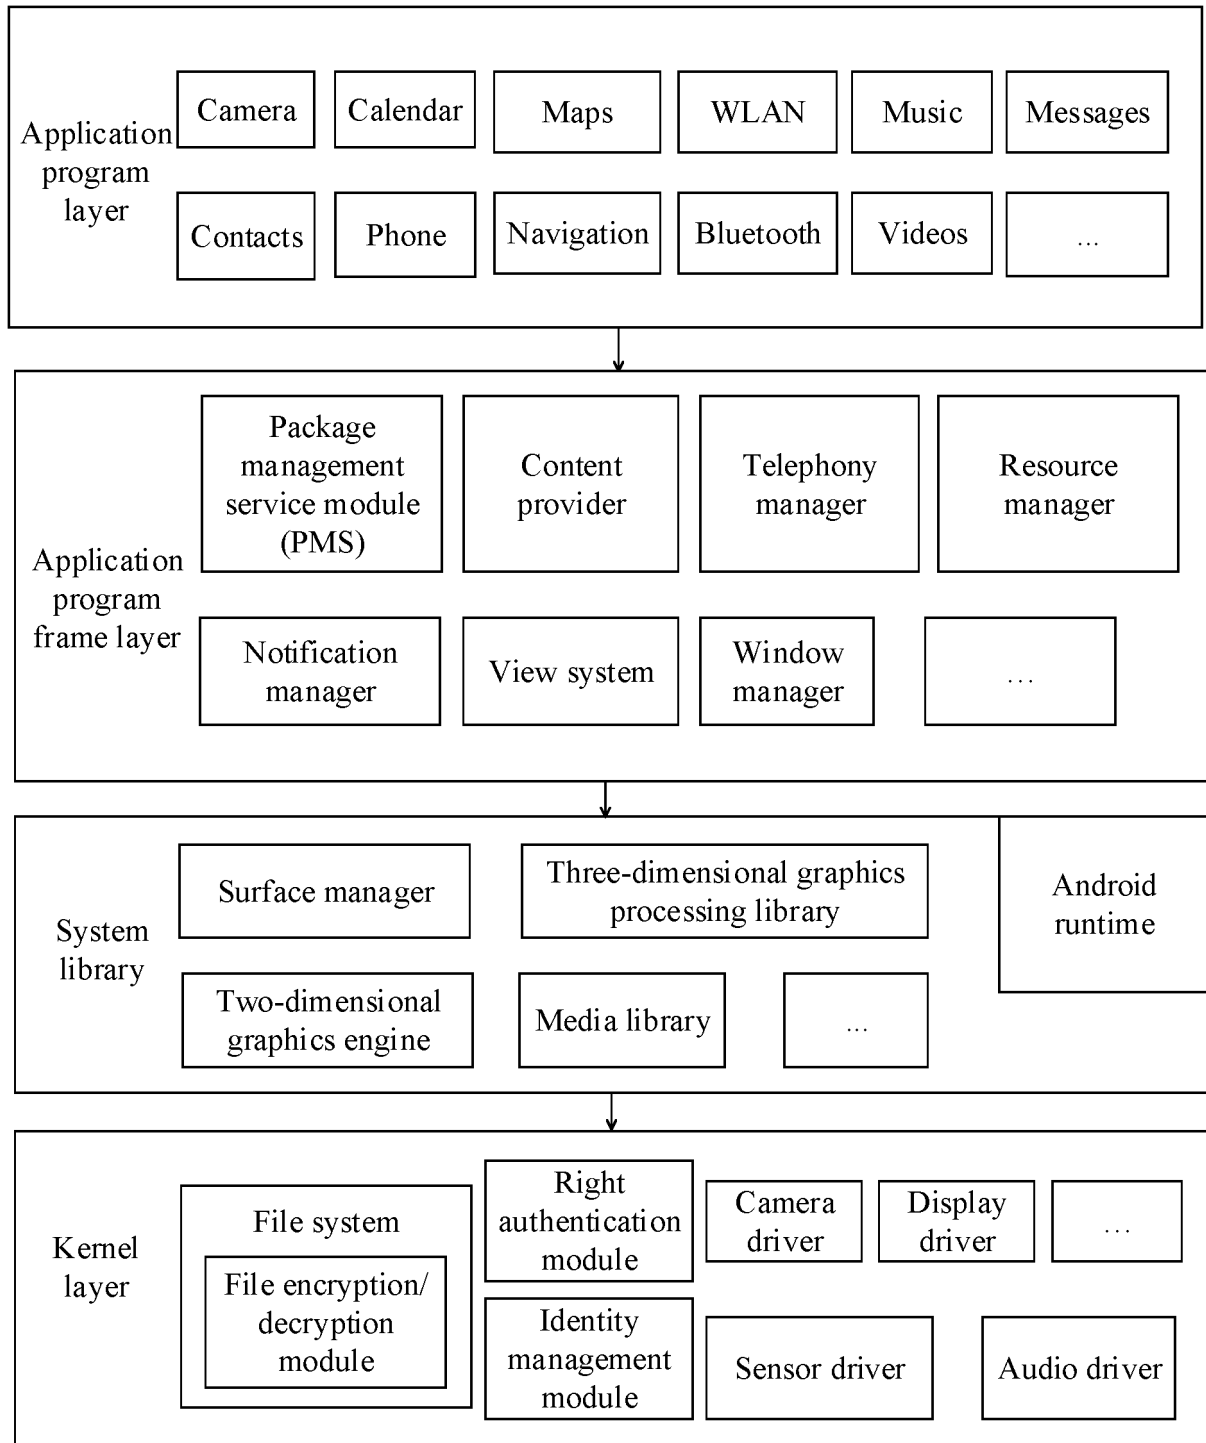 Application
program
layer
Camera
Calendar
Maps
WLAN
Music
Messages
Contacts
Phone
Navigation
Bluetooth
Videos
...
Application
program
frame layer
Package
management
service module
(PMS)
Content
provider
Telephony
manager
Resource
manager
Notification
manager
View system
Window
manager
...
System
library
Surface manager
Three-dimensional graphics
processing library
Android
runtime
Two-dimensional
graphics engine
Media library
...
Kernel
layer
File system
File encryption/
decryption
module
Right
authentication
module
Camera
driver
Display
driver
...
Identity
management
module
Sensor driver
Audio driver